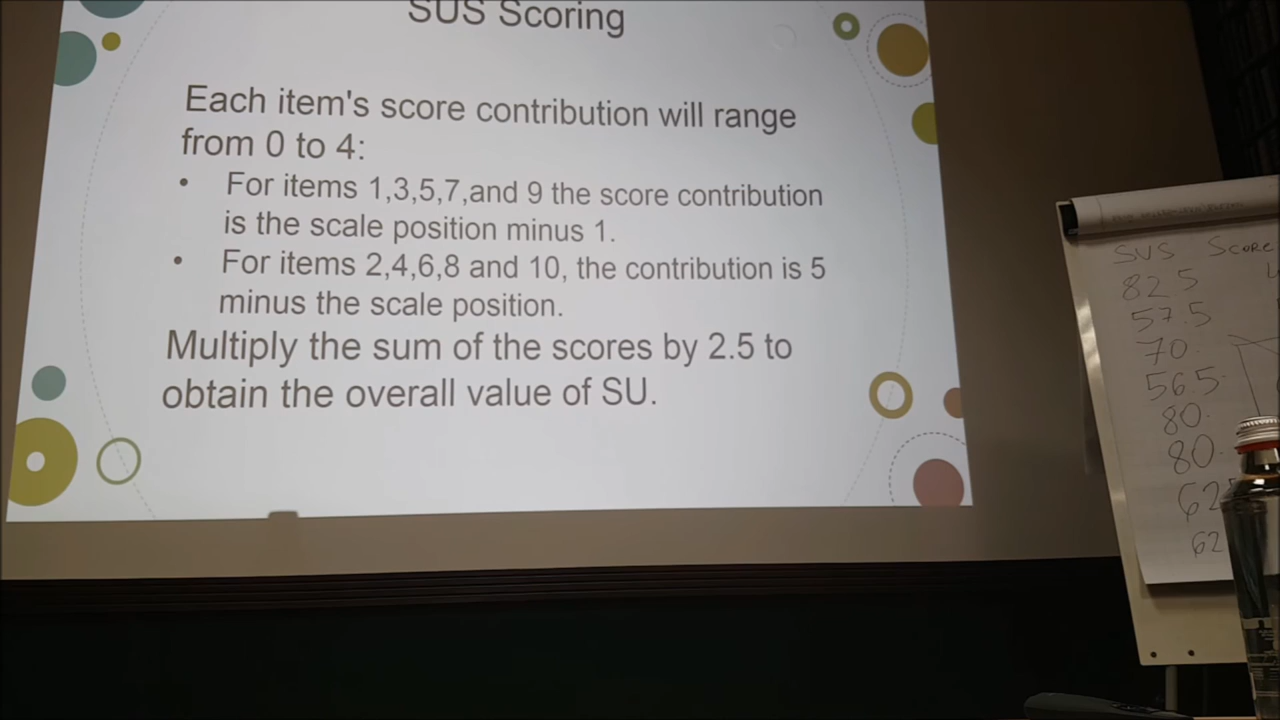 SUS Scoring
Each item's score contribution will range
from 0 to 4:
• For items 1,3,5,7,and 9 the score contribution
is the scale position minus 1.
• For items 2,4,6,8 and 10, the contribution is 5
minus the scale position.
Multiply the sum of the scores by 2.5 to
obtain the overall value of SU.
SUS Score
82 5
57.5
70.
56.5
80.
80.
62
62